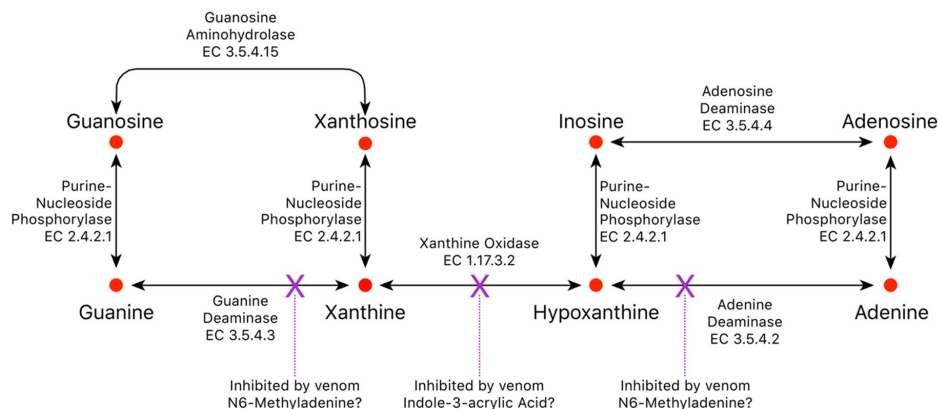 Guanosine
Aminohydrolase
EC 3.5.4.15
Adenosine
Deaminase
EC 3.5.4.4
Guanosine
Xanthosine
Inosine
Adenosine
Purine-
Nucleoside
Phosphorylase
EC 2.4.2.1
Purine-
Nucleoside
Phosphorylase
EC 2.4.2.1
Purine-
Nucleoside
Phosphorylase
EC 2.4.2.1
Purine-
Nucleoside
Phosphorylase
EC 2.4.2.1
Xanthine Oxidase
EC 1.17.3.2
X
X
X
Guanine
Guanine
Deaminase
EC 3.5.4.3
Xanthine
Hypoxanthine
Adenine
Deaminase
EC 3.5.4.2
Adenine
Inhibited by venom
N6-Methyladenine?
Inhibited by venom
Indole-3-acrylic Acid?
Inhibited by venom
N6-Methyladenine?